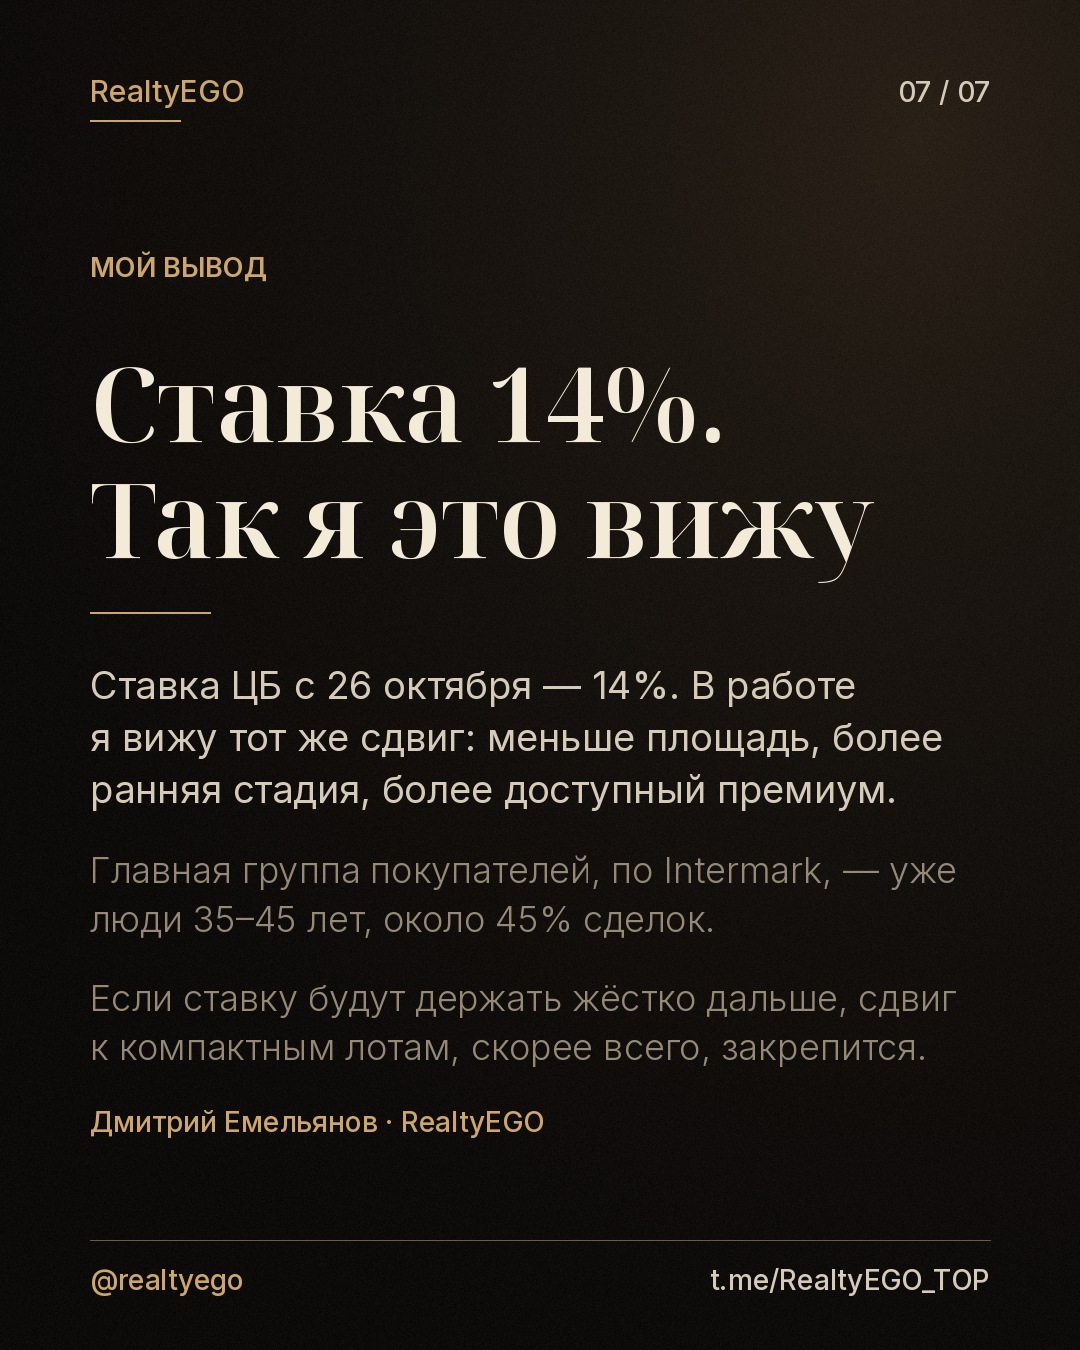 RealtyEGO
07 / 07
МОЙ ВЫВОД
Ставка 14%.
Так я это вижу
Ставка ЦБ с 26 октября — 14%. В работе
я вижу тот же сдвиг: меньше площадь, более
ранняя стадия, более доступный премиум.
Главная группа покупателей, по Intermark, — уже
люди 35–45 лет, около 45% сделок.
Если ставку будут держать жёстко дальше, сдвиг
к компактным лотам, скорее всего, закрепится.
Дмитрий Емельянов · RealtyEGO
@realtyego
t.me/RealtyEGO_TOP